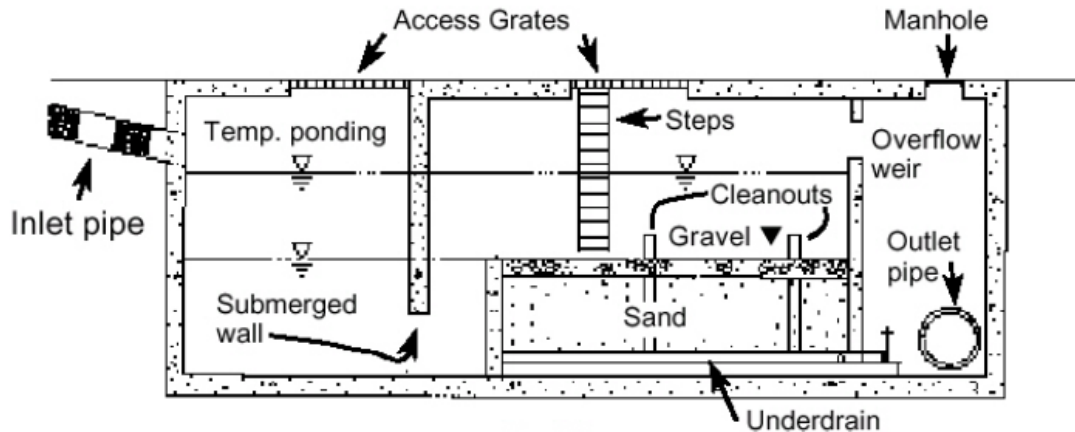 Access Grates
Manhole
Temp. ponding
Steps
Overflow
weir
Inlet pipe
Cleanouts
Gravel
Outlet
pipe
Submerged
wall
Sand
Underdrain